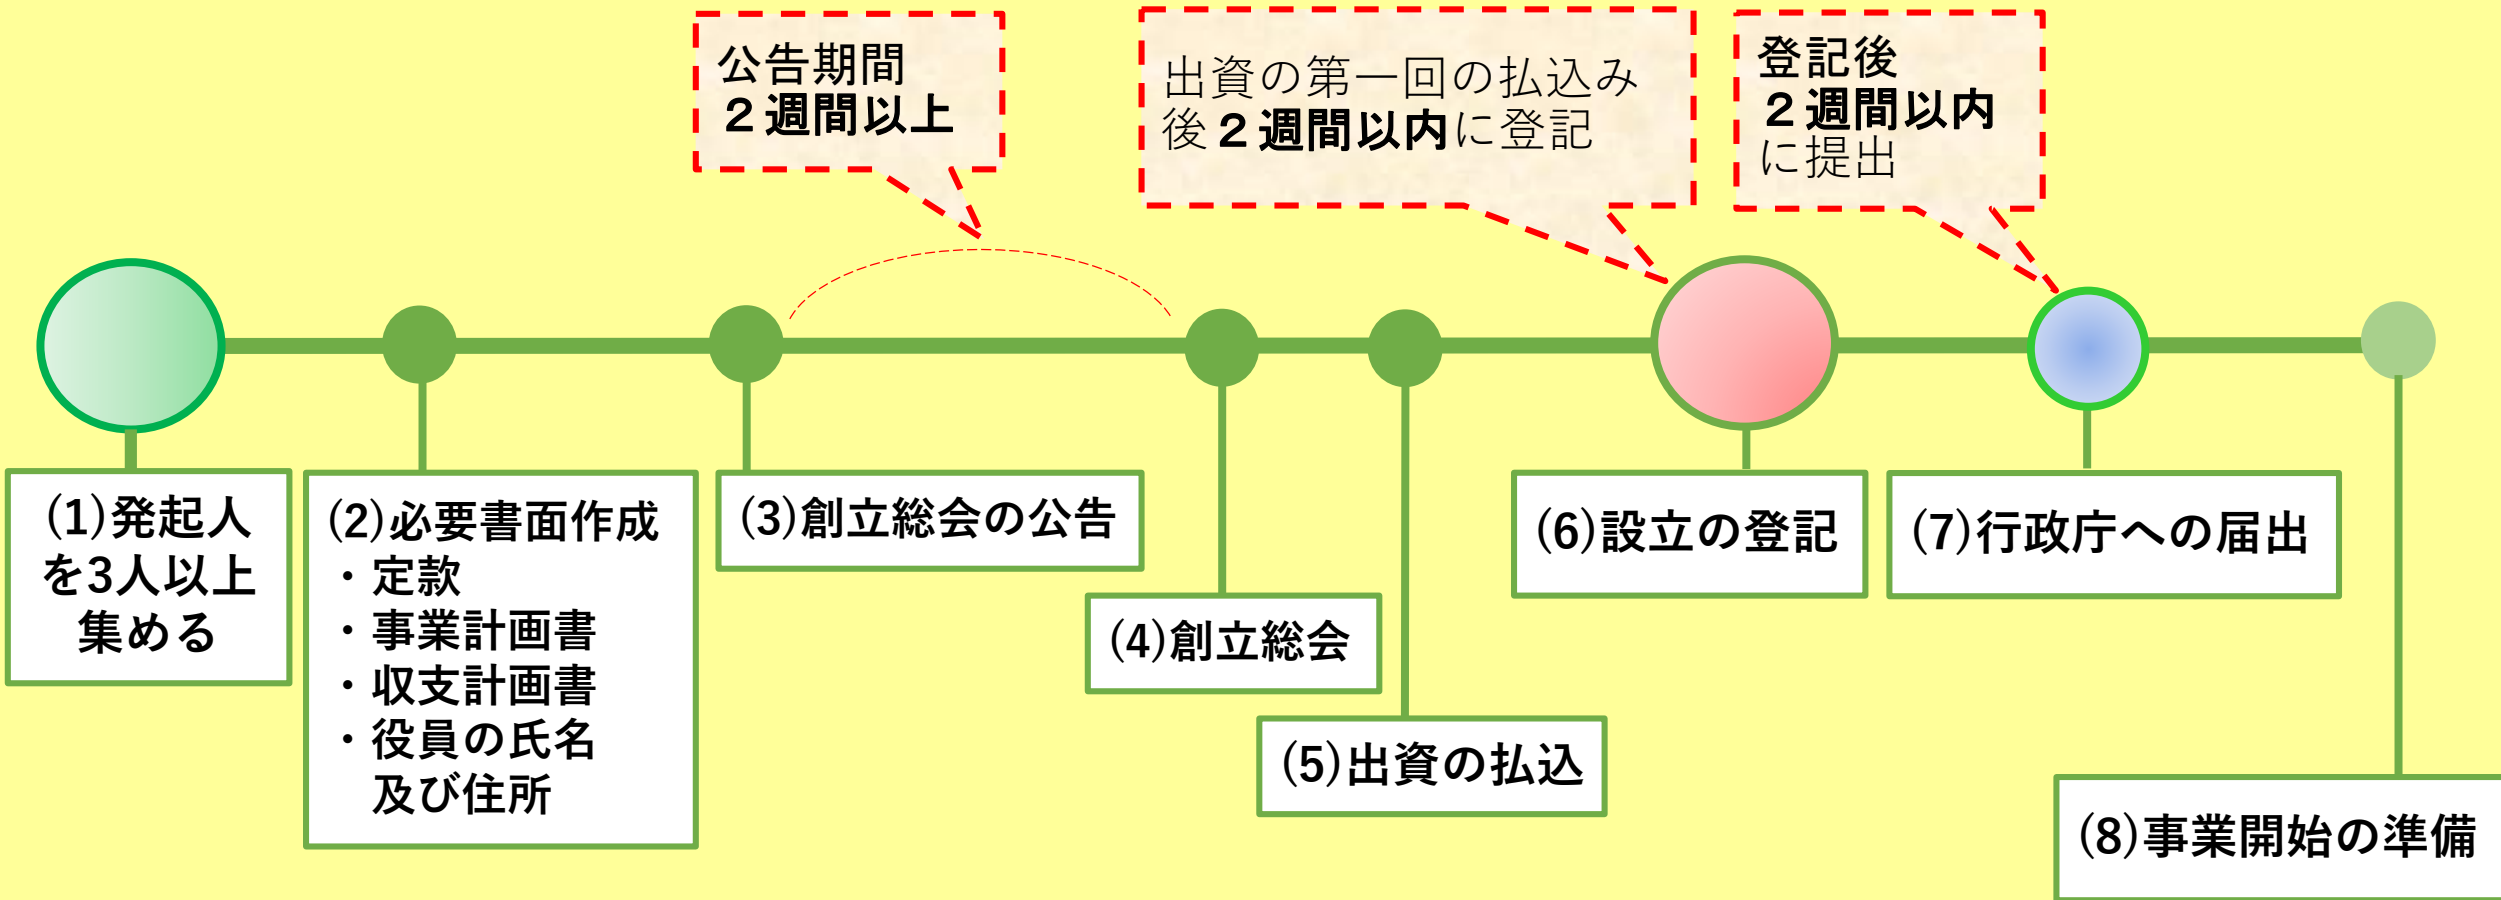 公告期間
２週間以上
出資の第一回の払込み
後２週間以内に登記
登記後
２週間以内
に提出
(1)発起人
を3人以上
集める
(2)必要書面作成
・定款
・事業計画書
・収支計画書
・役員の氏名
及び住所
(3)創立総会の公告
(4)創立総会
(5)出資の払込
(6)設立の登記
(7)行政庁への届出
(8)事業開始の準備